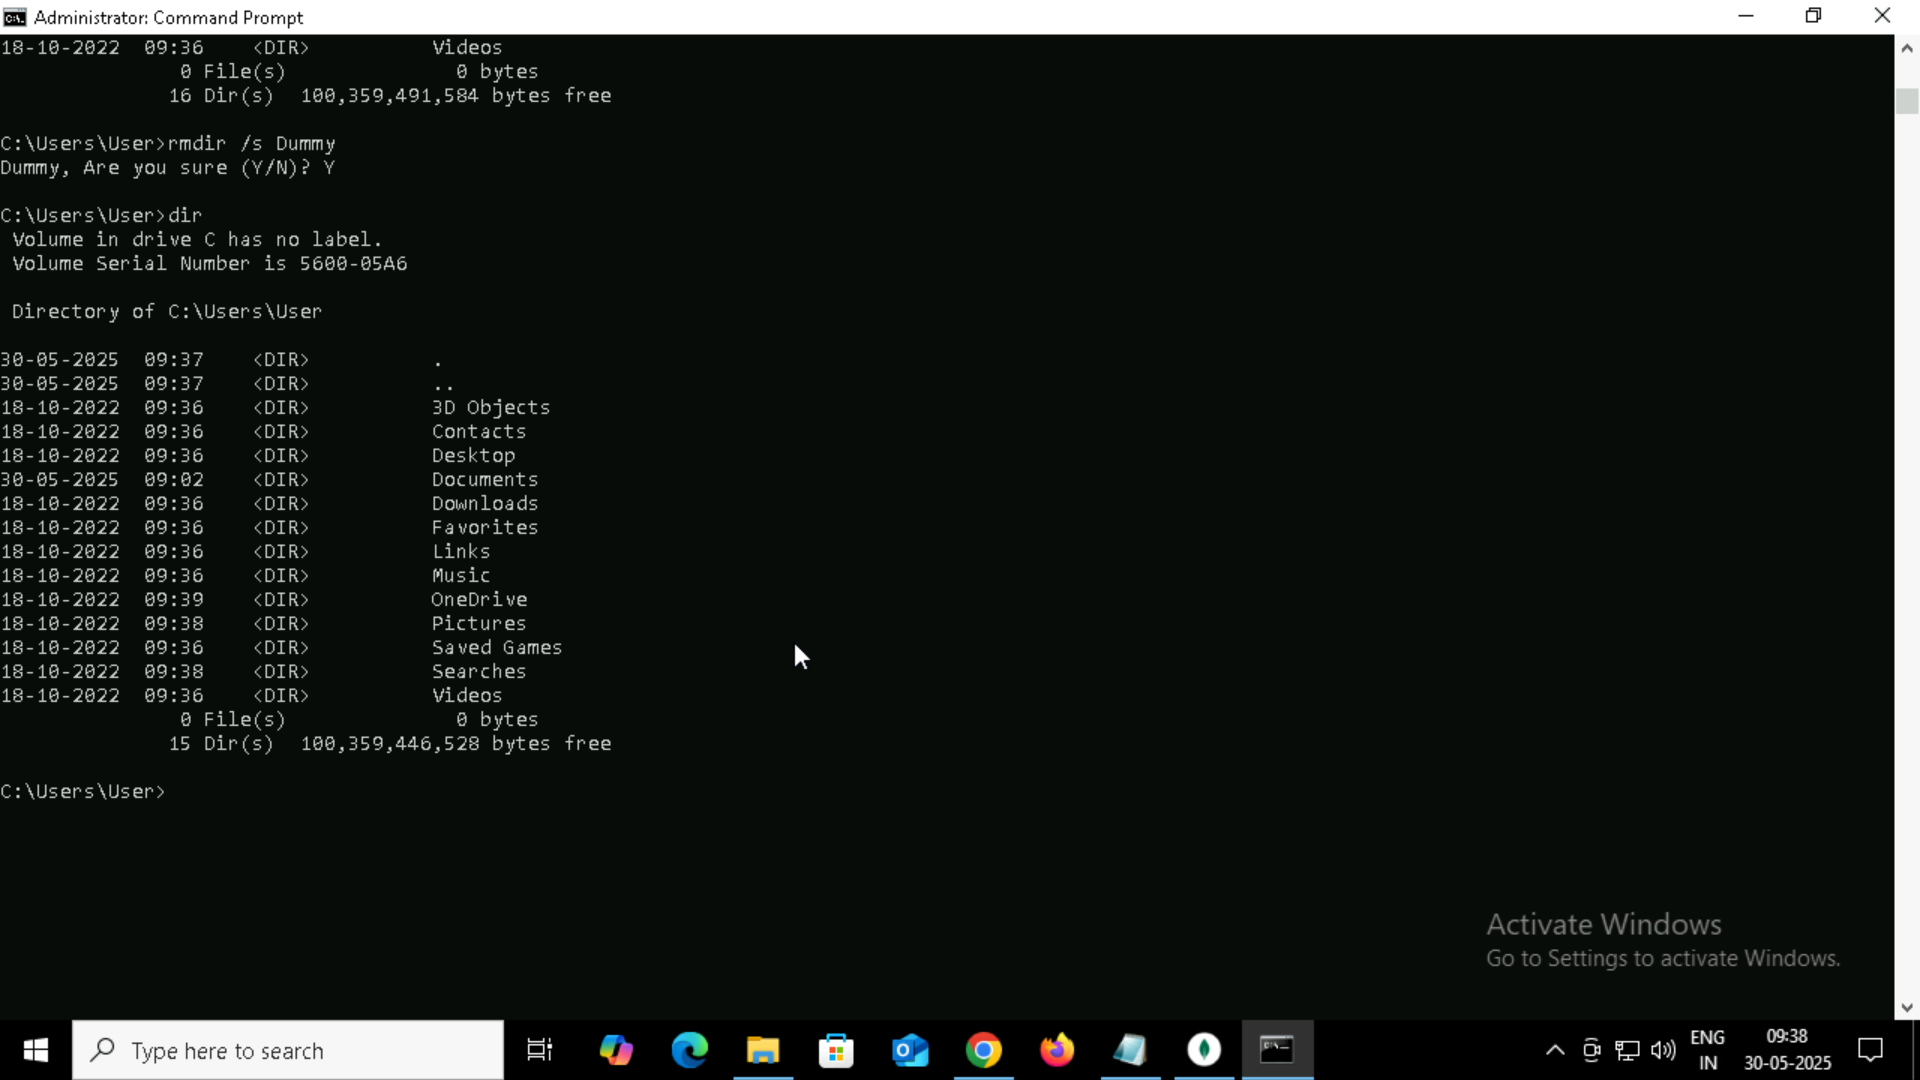 Administrator: Command Prompt
18-10-2022  09:36    <DIR>          Videos
               0 File(s)              0 bytes
              16 Dir(s)  100,359,491,584 bytes free
C:\Users\User>rmdir /s Dummy
Dummy, Are you sure (Y/N)? Y
C:\Users\User>dir
 Volume in drive C has no label.
 Volume Serial Number is 5600-05A6
 Directory of C:\Users\User
30-05-2025  09:37    <DIR>          .
30-05-2025  09:37    <DIR>          ..
18-10-2022  09:36    <DIR>          3D Objects
18-10-2022  09:36    <DIR>          Contacts
18-10-2022  09:36    <DIR>          Desktop
30-05-2025  09:02    <DIR>          Documents
18-10-2022  09:36    <DIR>          Downloads
18-10-2022  09:36    <DIR>          Favorites
18-10-2022  09:36    <DIR>          Links
18-10-2022  09:36    <DIR>          Music
18-10-2022  09:39    <DIR>          OneDrive
18-10-2022  09:38    <DIR>          Pictures
18-10-2022  09:36    <DIR>          Saved Games
18-10-2022  09:38    <DIR>          Searches
18-10-2022  09:36    <DIR>          Videos
               0 File(s)              0 bytes
              15 Dir(s)  100,359,446,528 bytes free
C:\Users\User>
Activate Windows
Go to Settings to activate Windows.
Type here to search
ENG
IN
09:38
30-05-2025